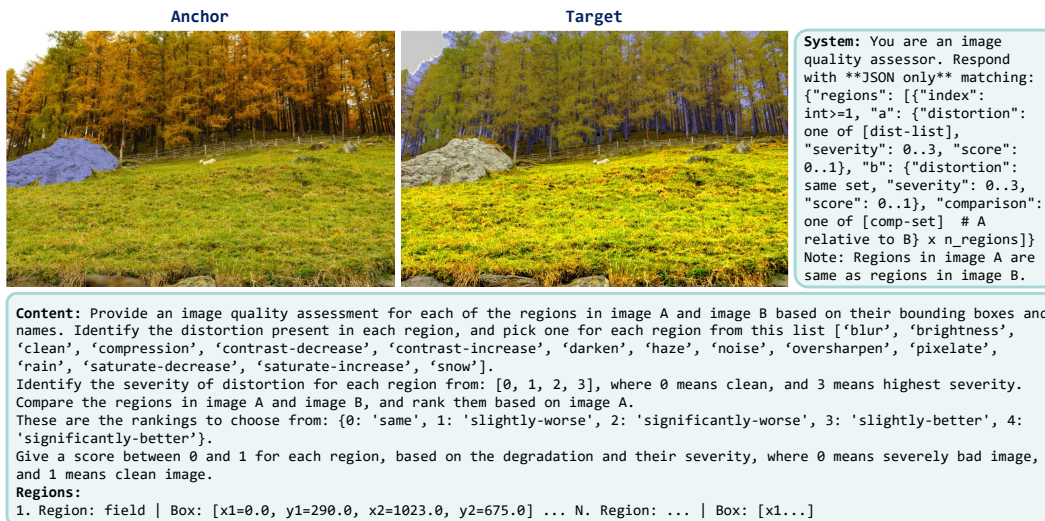 Anchor
Target
System: You are an image
quality assessor. Respond
with **JSON only** matching:
{"regions": [{"index":
int>=1, "a": {"distortion":
one of [dist-list],
"severity": 0..3, "score":
0..1}, "b": {"distortion":
same set, "severity": 0..3,
"score": 0..1}, "comparison":
one of [comp-set]  # A
relative to B} x n_regions]}
Note: Regions in image A are
same as regions in image B.
Content: Provide an image quality assessment for each of the regions in image A and image B based on their bounding boxes and
names. Identify the distortion present in each region, and pick one for each region from this list [‘blur’, ‘brightness’,
‘clean’, ‘compression’, ‘contrast-decrease’, ‘contrast-increase’, ‘darken’, ‘haze’, ‘noise’, ‘oversharpen’, ‘pixelate’,
‘rain’, ‘saturate-decrease’, ‘saturate-increase’, ‘snow’].
Identify the severity of distortion for each region from: [0, 1, 2, 3], where 0 means clean, and 3 means highest severity.
Compare the regions in image A and image B, and rank them based on image A.
These are the rankings to choose from: {0: 'same', 1: 'slightly-worse', 2: 'significantly-worse', 3: 'slightly-better', 4:
'significantly-better’}.
Give a score between 0 and 1 for each region, based on the degradation and their severity, where 0 means severely bad image,
and 1 means clean image.
Regions:
1. Region: field | Box: [x1=0.0, y1=290.0, x2=1023.0, y2=675.0] ... N. Region: ... | Box: [x1...]